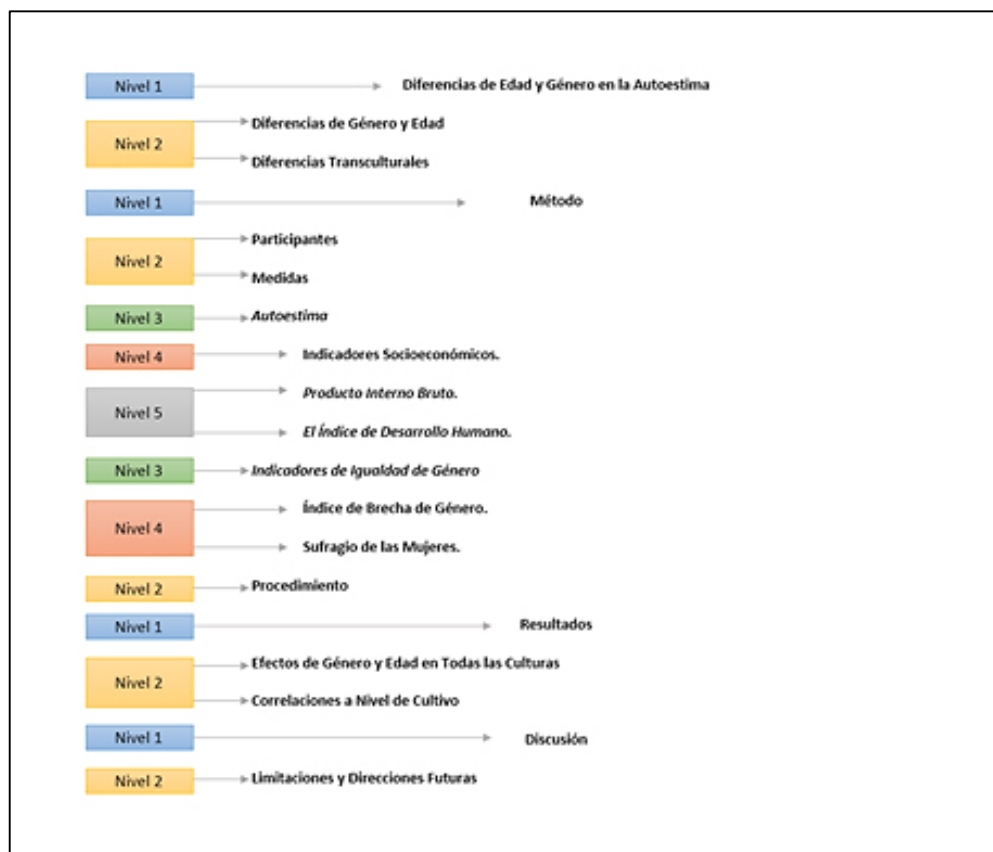 Nivel 1 Diferencias de Edad y Género en la Autoestima
Diferencias de Género y Edad
Nivel 2
Diferencias Transculturales
Nivel 1 Método
Participantes
Nivel 2
Medidas
Nivel 3 Autoestima
Nivel 4 Indicadores Socioeconómicos.
Producto Interno Bruto.
Nivel 5
El Índice de Desarrollo Humano.
Nivel 3 Indicadores de Igualdad de Género
Índice de Brecha de Género.
Nivel 4
Sufragio de las Mujeres.
Nivel 2 Procedimiento
Nivel 1 Resultados
Efectos de Género y Edad en Todas las Culturas
Nivel 2
Correlaciones a Nivel de Cultivo
Nivel 1 Discusión
Nivel 2 Limitaciones y Direcciones Futuras